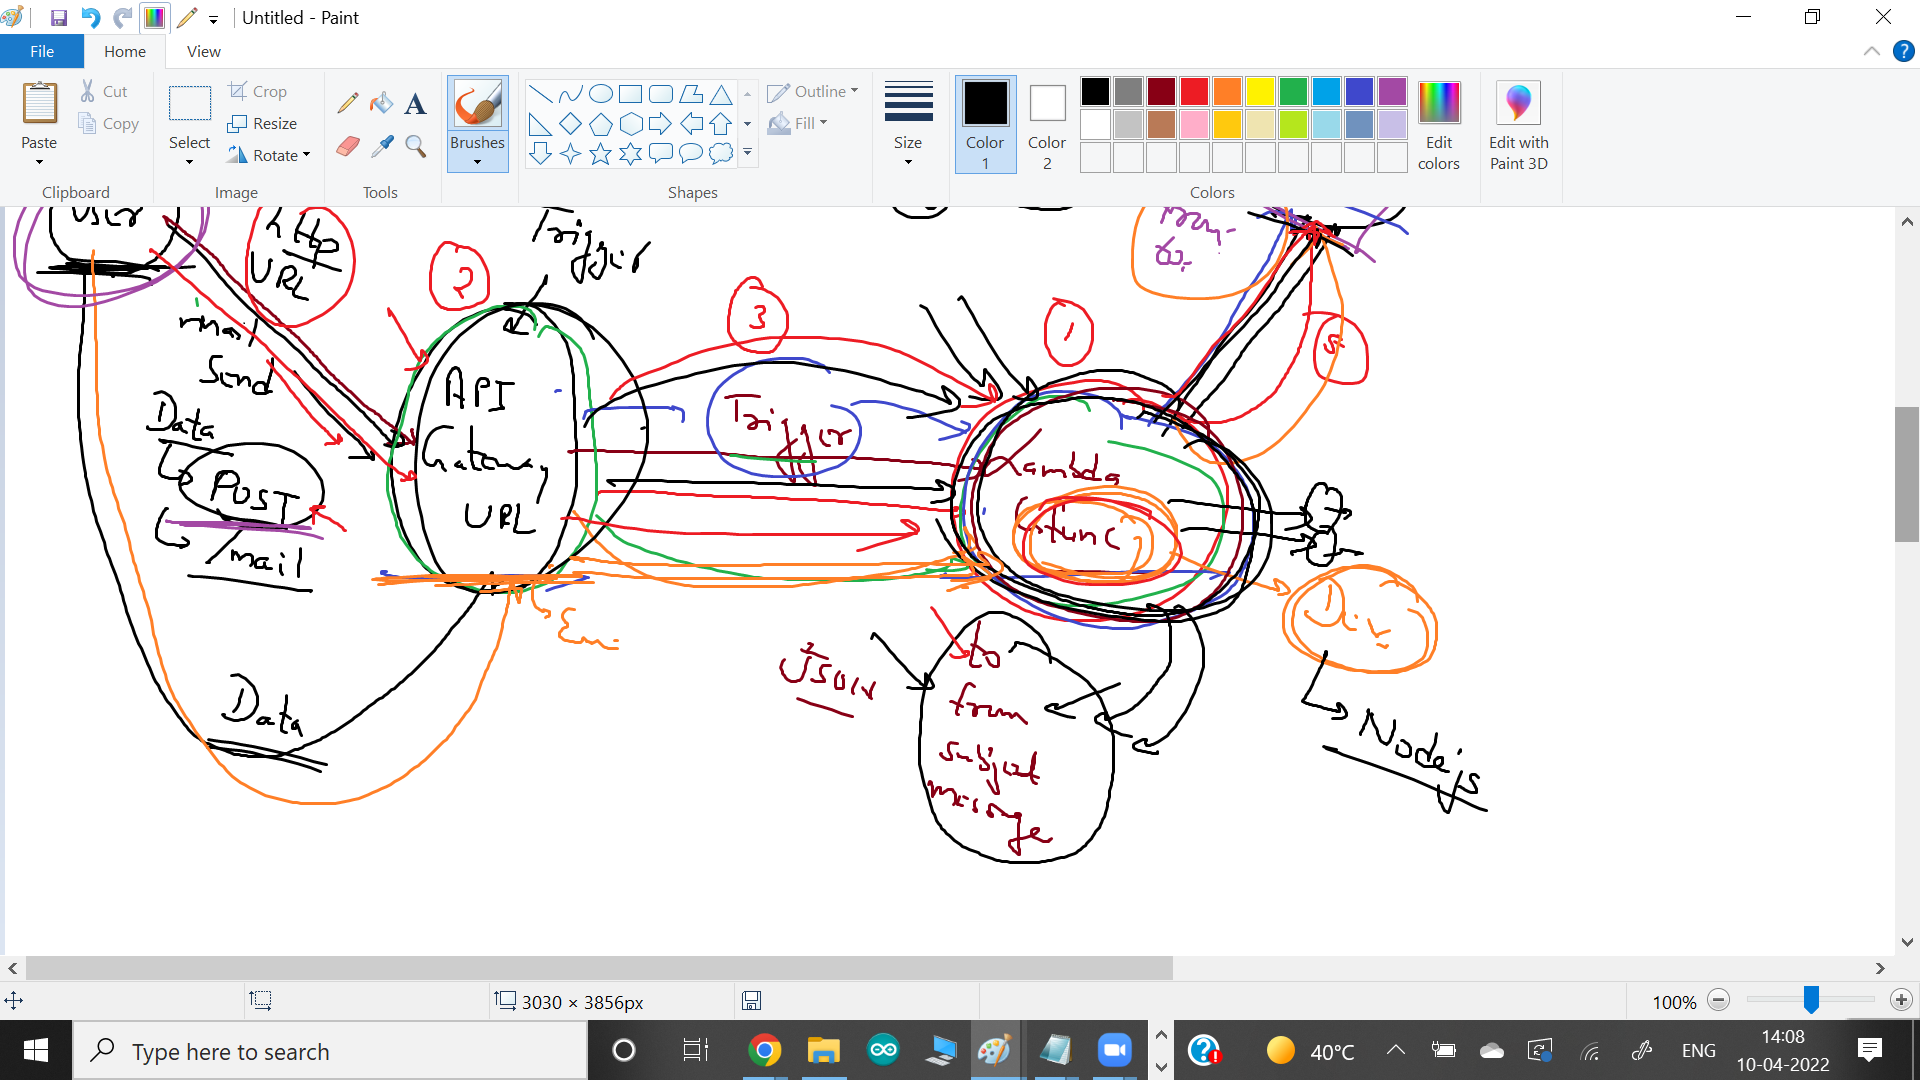 Untitled - Paint
File
Home
View
Paste
Cut
Copy
Clipboard
Select
Crop
Resize
Rotate
Image
Tools
Brushes
Shapes
Outline
Fill
Size
Color 1
Color 2
Edit colors
Colors
Edit with Paint 3D
User
http
URL
Trigger
2
3
1
5
mail
Send
Data
POST
/mail
API
Gateway
URL
Trigger
Lambda
func
Data
JSON
to
from
subject
message
Nodejs
100%
3030 × 3856px
Type here to search
40°C
ENG
14:08
10-04-2022